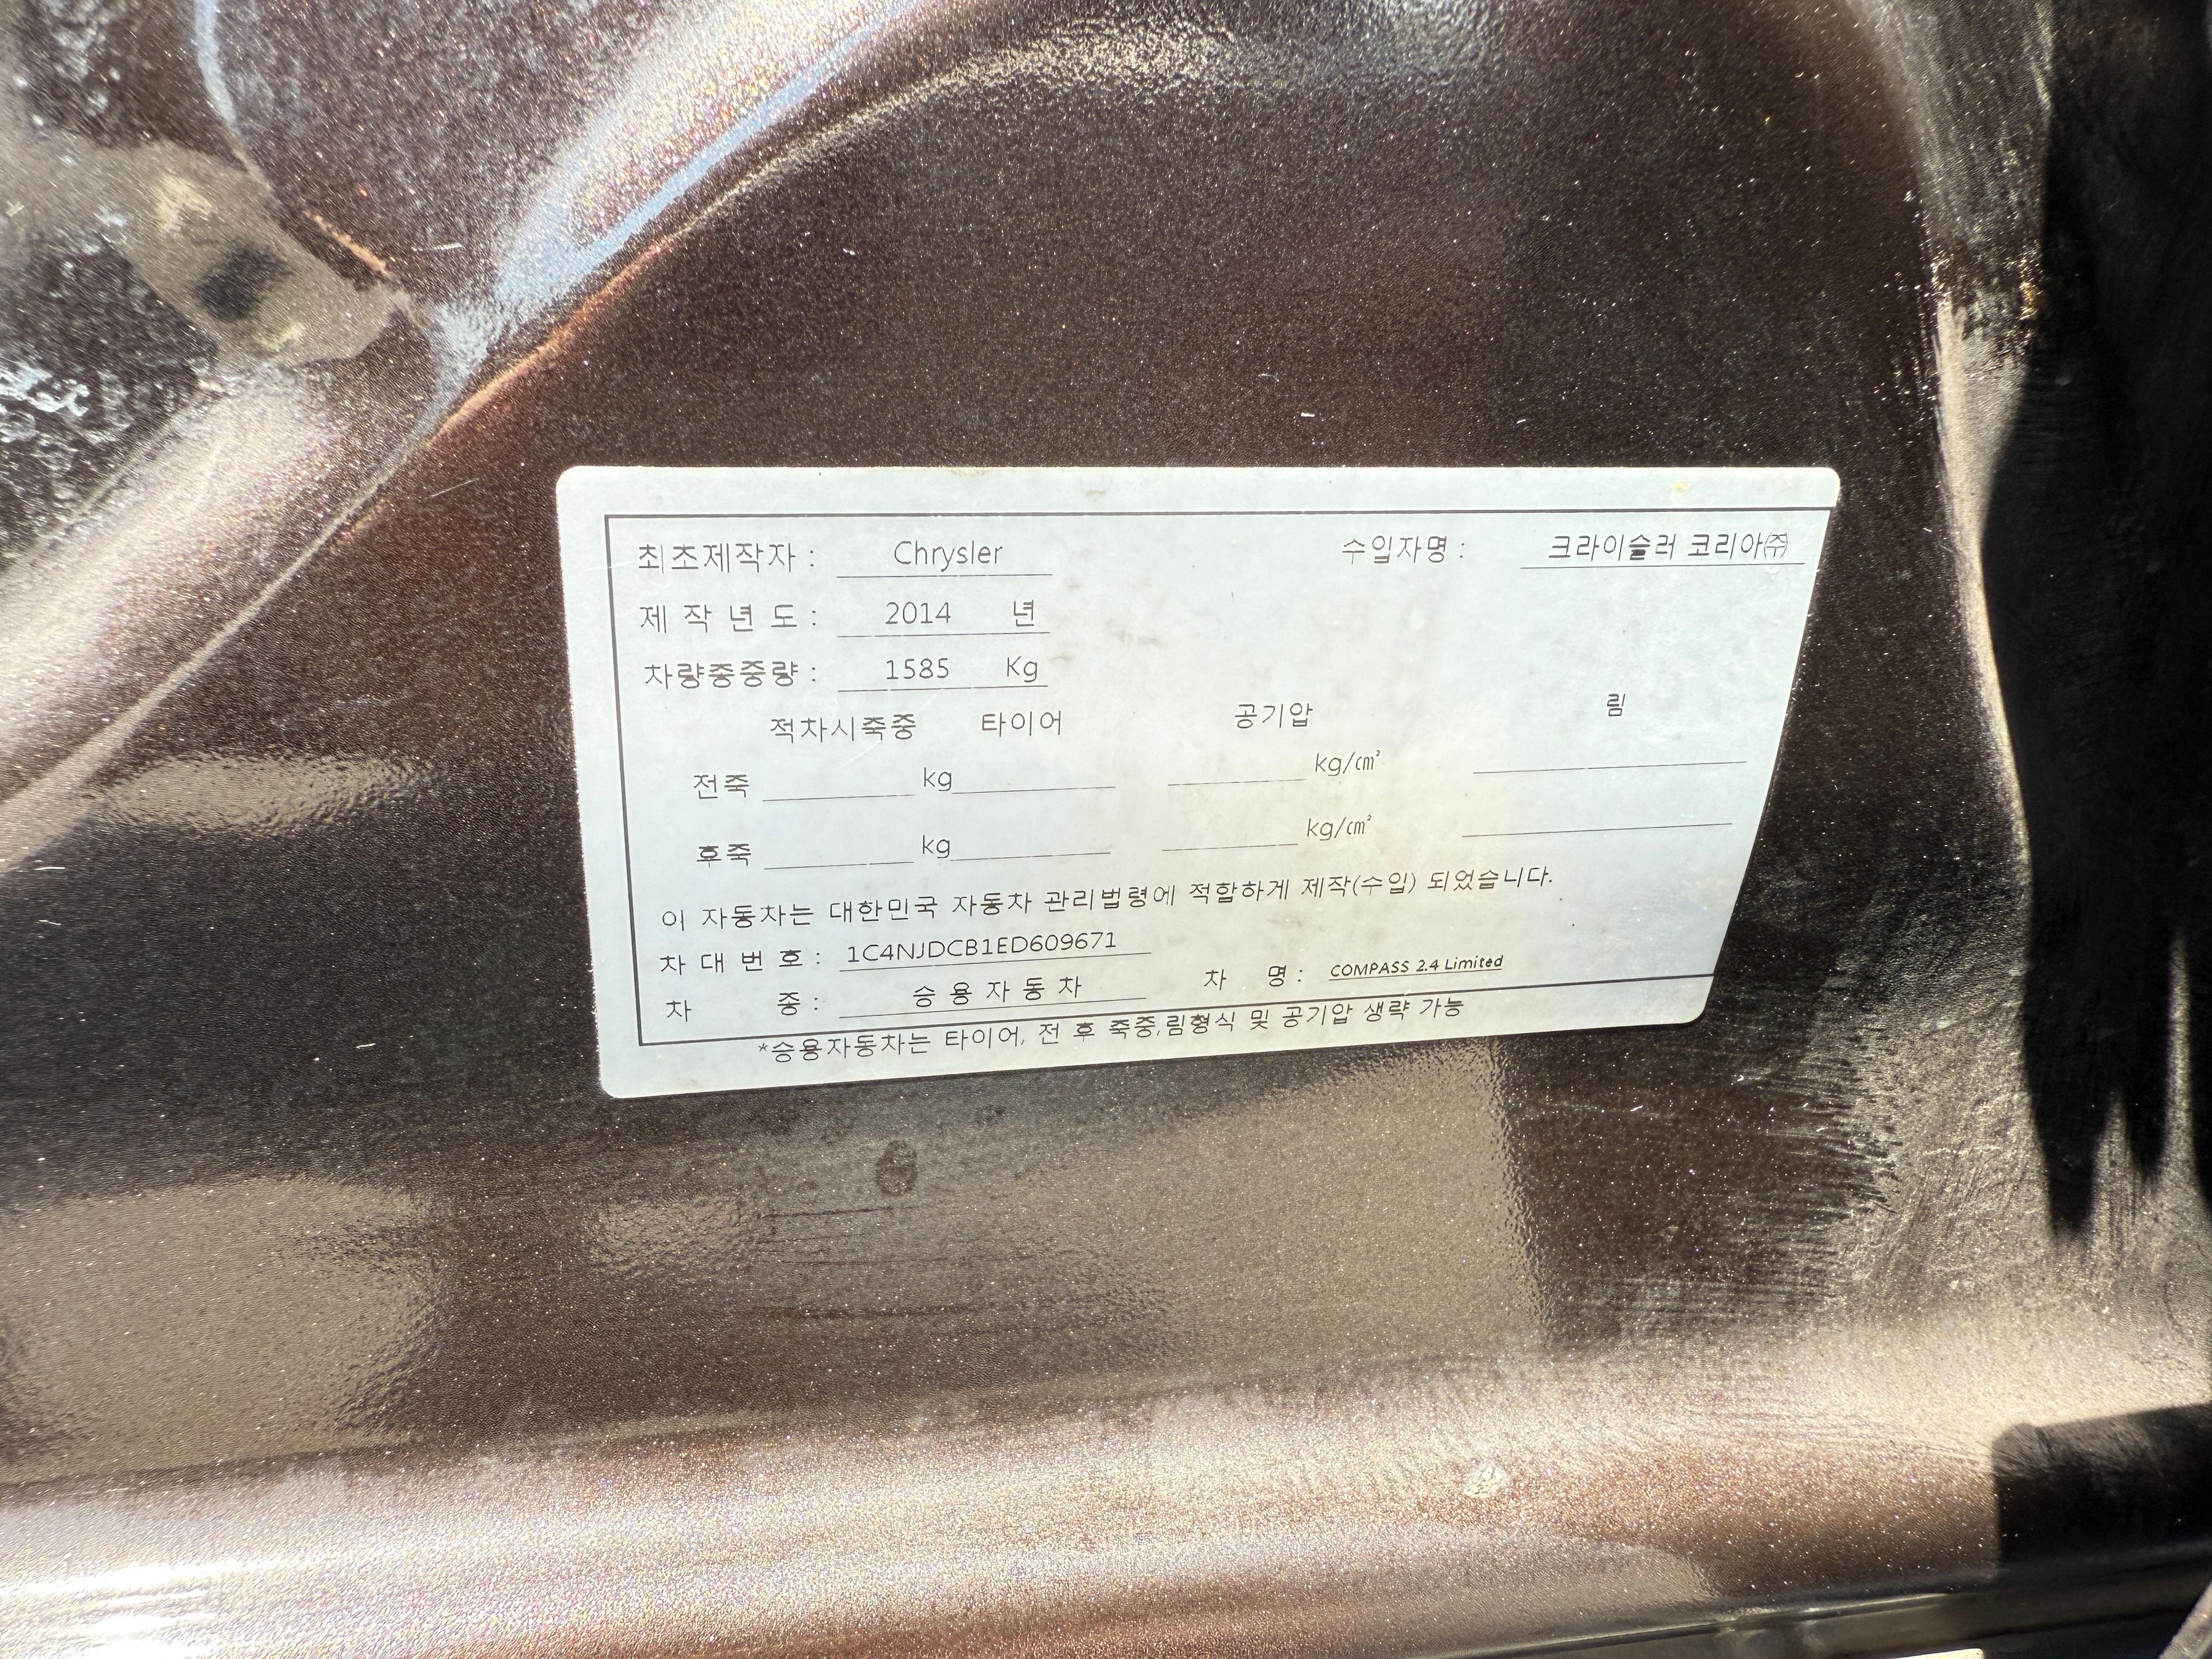 최초제작자 : Chrysler 수입자명 : 크라이슬러 코리아㈜
제 작 년 도 : 2014 년
차량중중량 : 1585 Kg
적차시축중 타이어 공기압 림
전축 kg kg/㎠
후축 kg kg/㎠
이 자동차는 대한민국 자동차 관리법령에 적합하게 제작(수입) 되었습니다.
차 대 번 호 : 1C4NJDCB1ED609671
차 종 : 승 용 자 동 차 차 명 : COMPASS 2.4 Limited
*승용자동차는 타이어, 전 후 축중,림형식 및 공기압 생략 가능